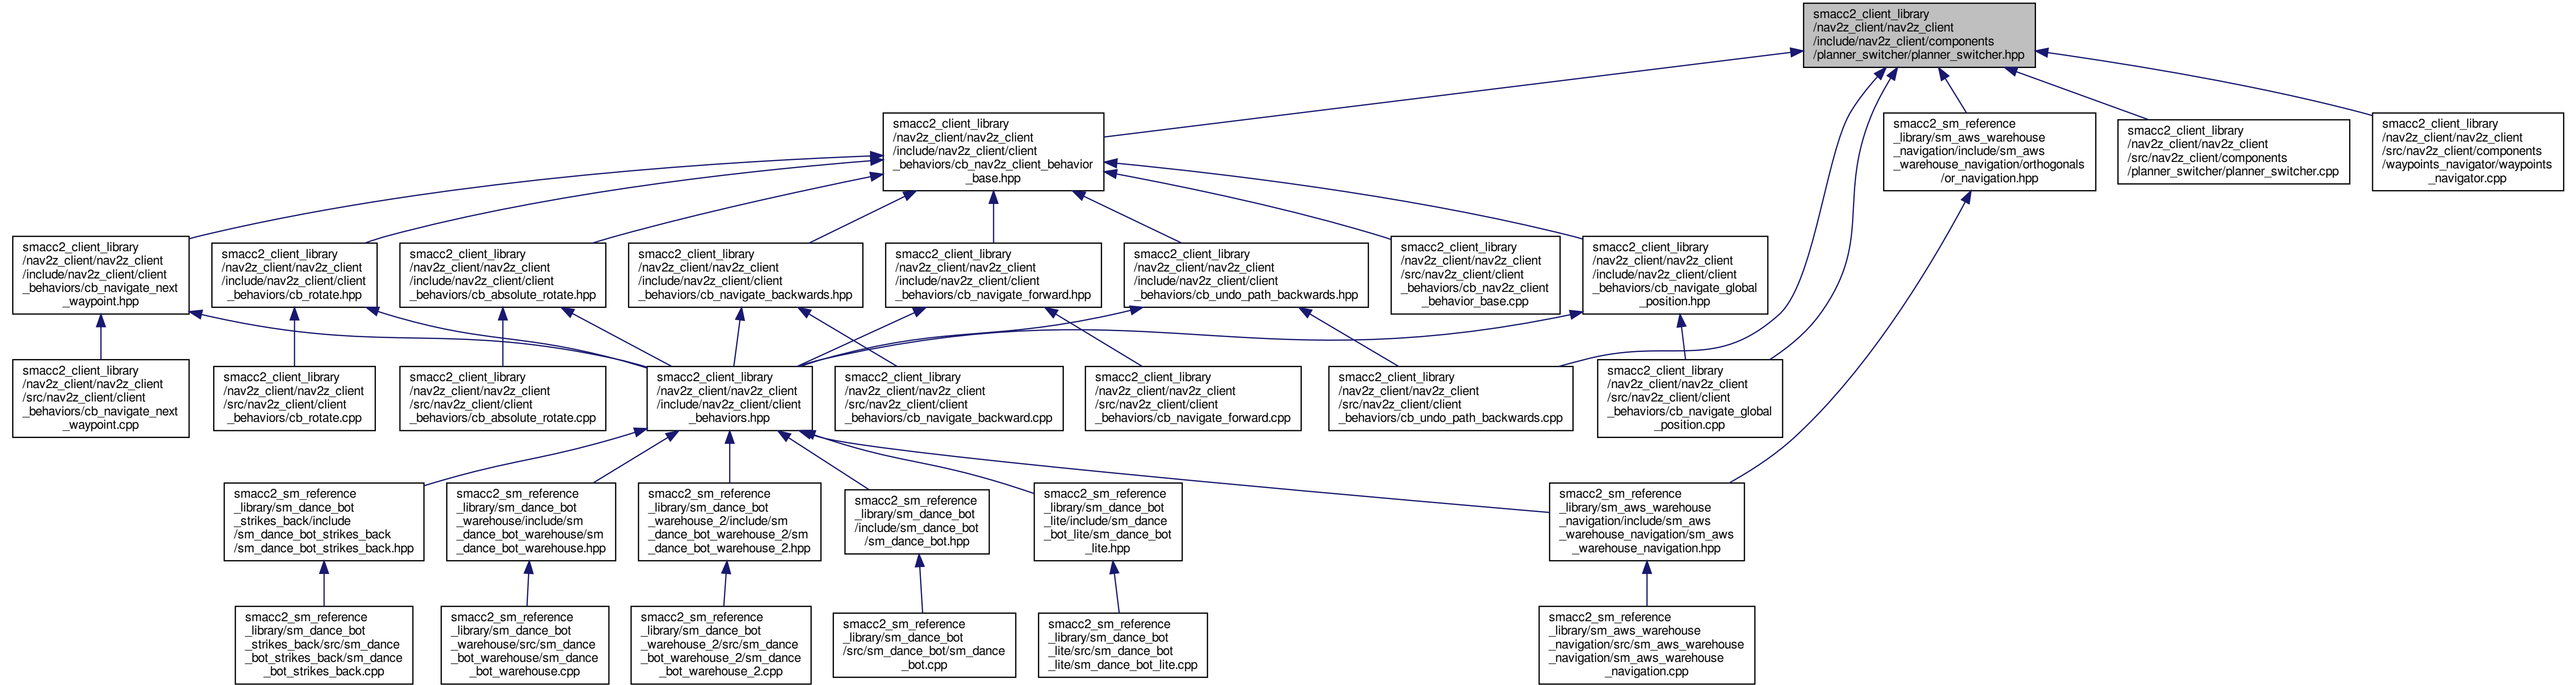 smacc2_client_library
/nav2z_client/nav2z_client
/include/nav2z_client/components
/planner_switcher/planner_switcher.hpp
smacc2_client_library
/nav2z_client/nav2z_client
/include/nav2z_client/client
_behaviors/cb_nav2z_client_behavior
_base.hpp
smacc2_sm_reference
_library/sm_aws_warehouse
_navigation/include/sm_aws
_warehouse_navigation/orthogonals
/or_navigation.hpp
smacc2_client_library
/nav2z_client/nav2z_client
/src/nav2z_client/components
/planner_switcher/planner_switcher.cpp
smacc2_client_library
/nav2z_client/nav2z_client
/src/nav2z_client/components
/waypoints_navigator/waypoints
_navigator.cpp
smacc2_client_library
/nav2z_client/nav2z_client
/include/nav2z_client/client
_behaviors/cb_navigate_next
_waypoint.hpp
smacc2_client_library
/nav2z_client/nav2z_client
/include/nav2z_client/client
_behaviors/cb_rotate.hpp
smacc2_client_library
/nav2z_client/nav2z_client
/include/nav2z_client/client
_behaviors/cb_absolute_rotate.hpp
smacc2_client_library
/nav2z_client/nav2z_client
/include/nav2z_client/client
_behaviors/cb_navigate_backwards.hpp
smacc2_client_library
/nav2z_client/nav2z_client
/include/nav2z_client/client
_behaviors/cb_navigate_forward.hpp
smacc2_client_library
/nav2z_client/nav2z_client
/include/nav2z_client/client
_behaviors/cb_undo_path_backwards.hpp
smacc2_client_library
/nav2z_client/nav2z_client
/src/nav2z_client/client
_behaviors/cb_nav2z_client
_behavior_base.cpp
smacc2_client_library
/nav2z_client/nav2z_client
/include/nav2z_client/client
_behaviors/cb_navigate_global
_position.hpp
smacc2_client_library
/nav2z_client/nav2z_client
/src/nav2z_client/client
_behaviors/cb_navigate_next
_waypoint.cpp
smacc2_client_library
/nav2z_client/nav2z_client
/src/nav2z_client/client
_behaviors/cb_rotate.cpp
smacc2_client_library
/nav2z_client/nav2z_client
/src/nav2z_client/client
_behaviors/cb_absolute_rotate.cpp
smacc2_client_library
/nav2z_client/nav2z_client
/include/nav2z_client/client
_behaviors.hpp
smacc2_client_library
/nav2z_client/nav2z_client
/src/nav2z_client/client
_behaviors/cb_navigate_backward.cpp
smacc2_client_library
/nav2z_client/nav2z_client
/src/nav2z_client/client
_behaviors/cb_navigate_forward.cpp
smacc2_client_library
/nav2z_client/nav2z_client
/src/nav2z_client/client
_behaviors/cb_undo_path_backwards.cpp
smacc2_client_library
/nav2z_client/nav2z_client
/src/nav2z_client/client
_behaviors/cb_navigate_global
_position.cpp
smacc2_sm_reference
_library/sm_dance_bot
_strikes_back/include
/sm_dance_bot_strikes_back
/sm_dance_bot_strikes_back.hpp
smacc2_sm_reference
_library/sm_dance_bot
_warehouse/include/sm
_dance_bot_warehouse/sm
_dance_bot_warehouse.hpp
smacc2_sm_reference
_library/sm_dance_bot
_warehouse_2/include/sm
_dance_bot_warehouse_2/sm
_dance_bot_warehouse_2.hpp
smacc2_sm_reference
_library/sm_dance_bot
/include/sm_dance_bot
/sm_dance_bot.hpp
smacc2_sm_reference
_library/sm_dance_bot
_lite/include/sm_dance
_bot_lite/sm_dance_bot
_lite.hpp
smacc2_sm_reference
_library/sm_aws_warehouse
_navigation/include/sm_aws
_warehouse_navigation/sm_aws
_warehouse_navigation.hpp
smacc2_sm_reference
_library/sm_dance_bot
_strikes_back/src/sm_dance
_bot_strikes_back/sm_dance
_bot_strikes_back.cpp
smacc2_sm_reference
_library/sm_dance_bot
_warehouse/src/sm_dance
_bot_warehouse/sm_dance
_bot_warehouse.cpp
smacc2_sm_reference
_library/sm_dance_bot
_warehouse_2/src/sm_dance
_bot_warehouse_2/sm_dance
_bot_warehouse_2.cpp
smacc2_sm_reference
_library/sm_dance_bot
/src/sm_dance_bot/sm_dance
_bot.cpp
smacc2_sm_reference
_library/sm_dance_bot
_lite/src/sm_dance_bot
_lite/sm_dance_bot_lite.cpp
smacc2_sm_reference
_library/sm_aws_warehouse
_navigation/src/sm_aws_warehouse
_navigation/sm_aws_warehouse
_navigation.cpp